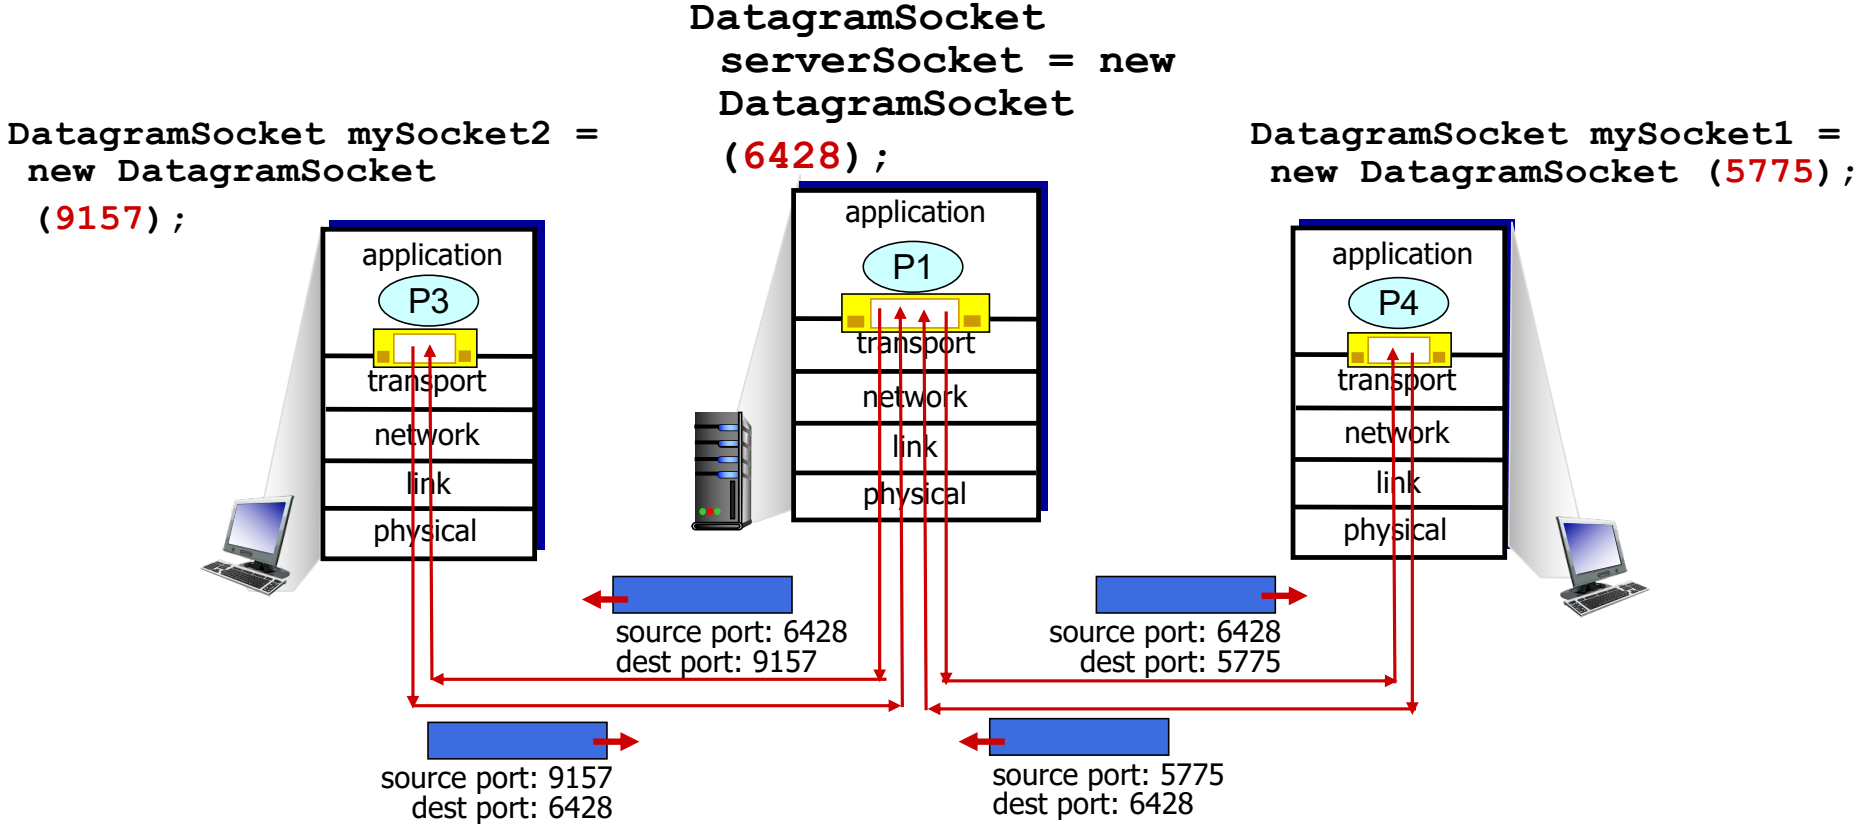 DatagramSocket
serverSocket = new
DatagramSocket
(6428);
DatagramSocket mySocket2 =
new DatagramSocket
(9157);
DatagramSocket mySocket1 =
new DatagramSocket (5775);
application
P3
transport
network
link
physical
application
P1
transport
network
link
physical
application
P4
transport
network
link
physical
source port: 6428
dest port: 9157
source port: 6428
dest port: 5775
source port: 9157
dest port: 6428
source port: 5775
dest port: 6428